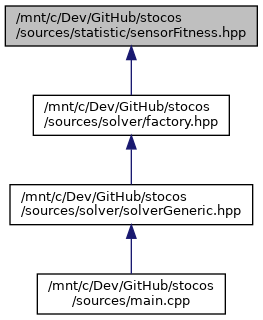 /mnt/c/Dev/GitHub/stocos
/sources/statistic/sensorFitness.hpp
/mnt/c/Dev/GitHub/stocos
/sources/solver/factory.hpp
/mnt/c/Dev/GitHub/stocos
/sources/solver/solverGeneric.hpp
/mnt/c/Dev/GitHub/stocos
/sources/main.cpp